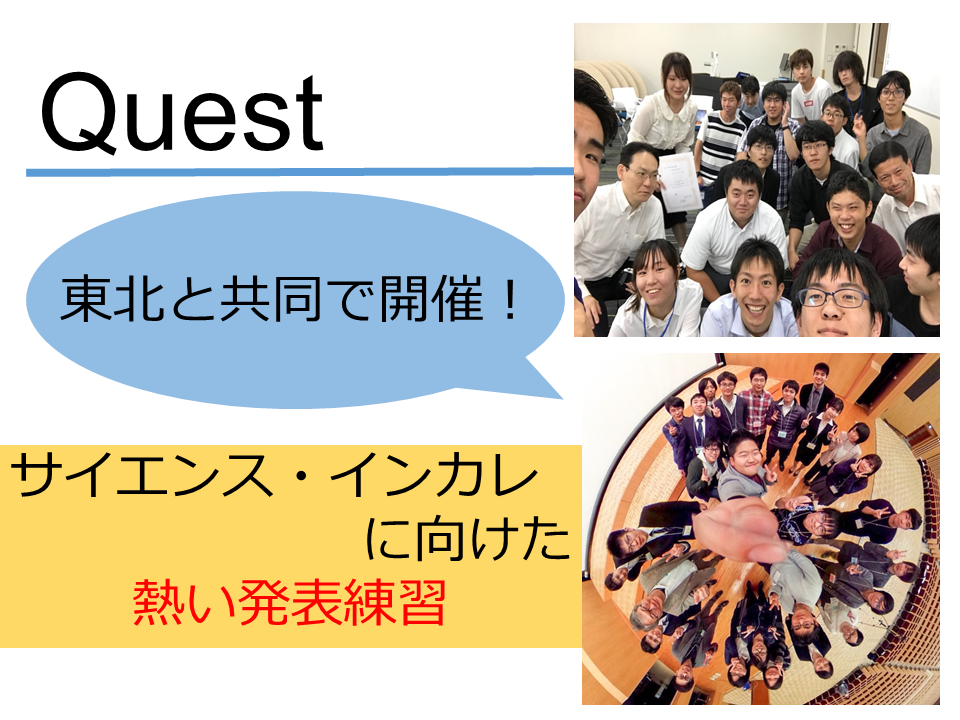 Quest
東北と共同で開催！
サイエンス・インカレ
に向けた
熱い発表練習